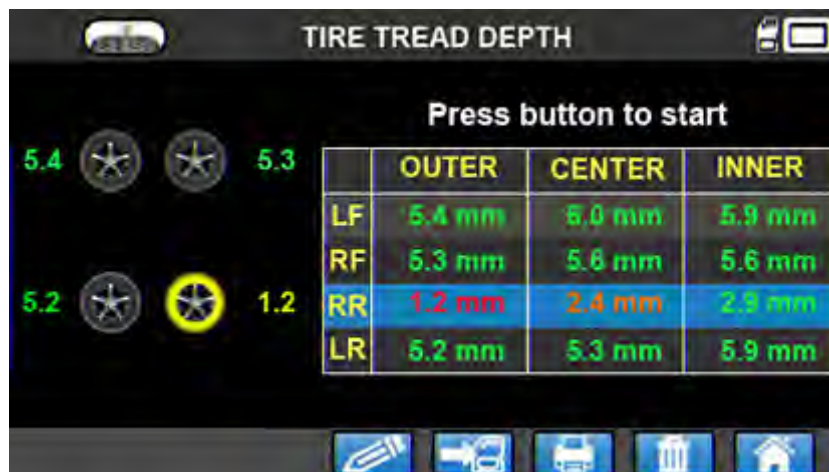 TIRE TREAD DEPTH
Press button to start
5.4 5.3
OUTER CENTER INNER
LF 5.4 mm 6.0 mm 5.9 mm
RF 5.3 mm 5.6 mm 5.6 mm
5.2 1.2
RR 1.2 mm 2.4 mm 2.9 mm
LR 5.2 mm 5.3 mm 5.9 mm